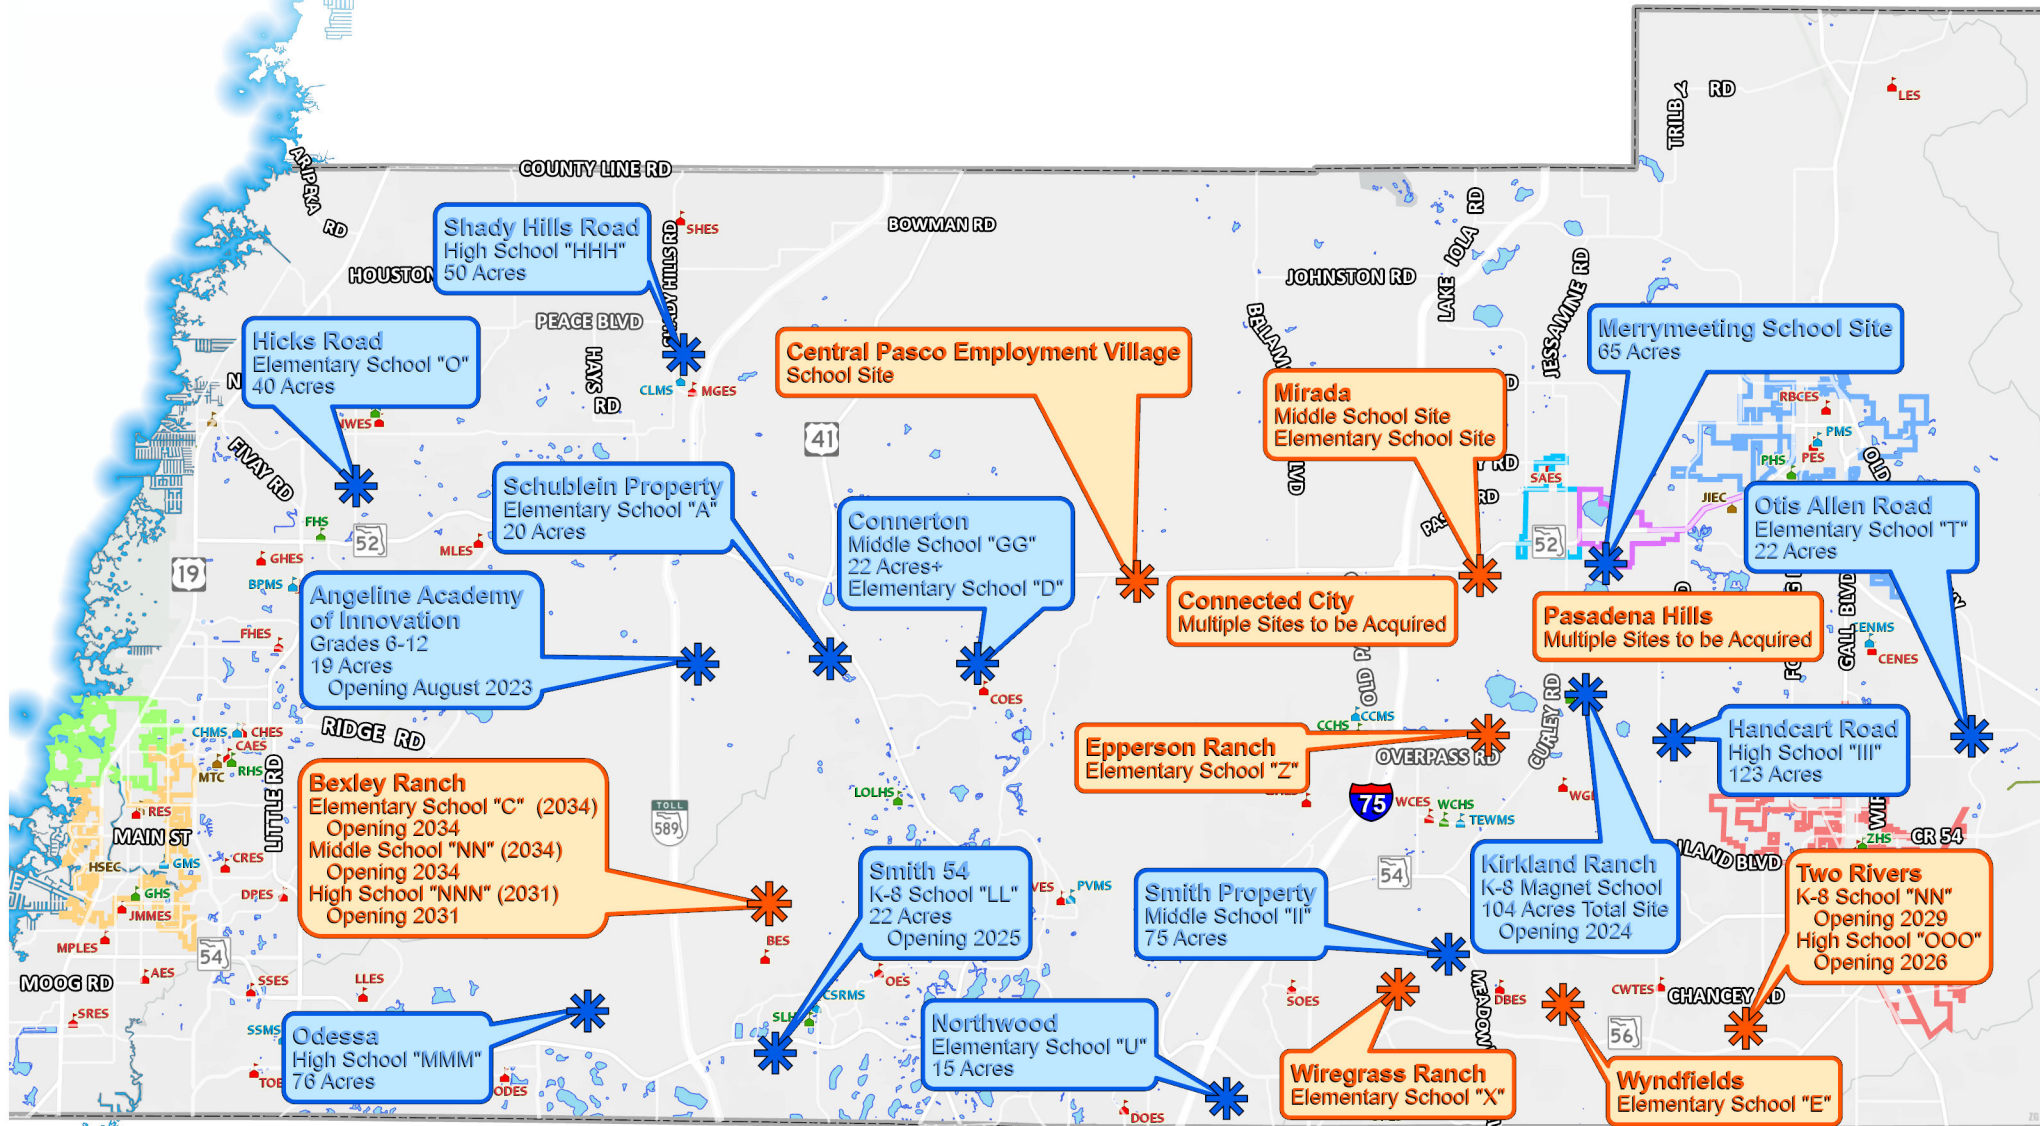 LES
TRILBY RD
COUNTY LINE RD
ARIPEKA RD
LAKE IOLA RD
BOWMAN RD
SHES
SHADY HILLS RD
Shady Hills Road
High School "HHH"
50 Acres
HOUSTON
JOHNSTON RD
JESSAMINE RD
PEACE BLVD
HAYS RD
CLMS
MGES
Hicks Road
Elementary School "O"
40 Acres
Central Pasco Employment Village
School Site
Mirada
Middle School Site
Elementary School Site
Merrymeeting School Site
65 Acres
RBCES
PMS
PES
PHS
OLD
JIEC
SAES
41
FIVAY RD
FHS
52
GHES
MLES
BPMS
19
Schublein Property
Elementary School "A"
20 Acres
Connerton
Middle School "GG"
22 Acres+
Elementary School "D"
52
Otis Allen Road
Elementary School "T"
22 Acres
Angeline Academy
of Innovation
Grades 6-12
19 Acres
Opening August 2023
Connected City
Multiple Sites to be Acquired
Pasadena Hills
Multiple Sites to be Acquired
GALL BLVD
CENMS
CENES
FHES
COES
CURLEY RD
CCHS
CCMS
OVERPASS RD
Epperson Ranch
Elementary School "Z"
Handcart Road
High School "III"
123 Acres
RIDGE RD
CHMS
CHES
CAES
MTC
RHS
LITTLE RD
Bexley Ranch
Elementary School "C" (2034)
Opening 2034
Middle School "NN" (2034)
Opening 2034
High School "NNN" (2031)
Opening 2031
LOLHS
TOLL
589
75
WCES
WCHS
TEWMS
RES
MAIN ST
HSEC
GMS
CRES
GHS
DPES
JMMES
MPLES
54
MOOG RD
AES
SSES
LLES
SRES
SSMS
ZHS
CR 54
54
Smith 54
K-8 School "LL"
22 Acres
Opening 2025
PVMS
Smith Property
Middle School "II"
75 Acres
Kirkland Ranch
K-8 Magnet School
104 Acres Total Site
Opening 2024
Two Rivers
K-8 School "NN"
Opening 2029
High School "OOO"
Opening 2026
BES
OES
CSRMS
SOES
DBES
CWTES
CHANCEY RD
56
Odessa
High School "MMM"
76 Acres
ODES
Northwood
Elementary School "U"
15 Acres
DOES
Wiregrass Ranch
Elementary School "X"
Wyndfields
Elementary School "E"